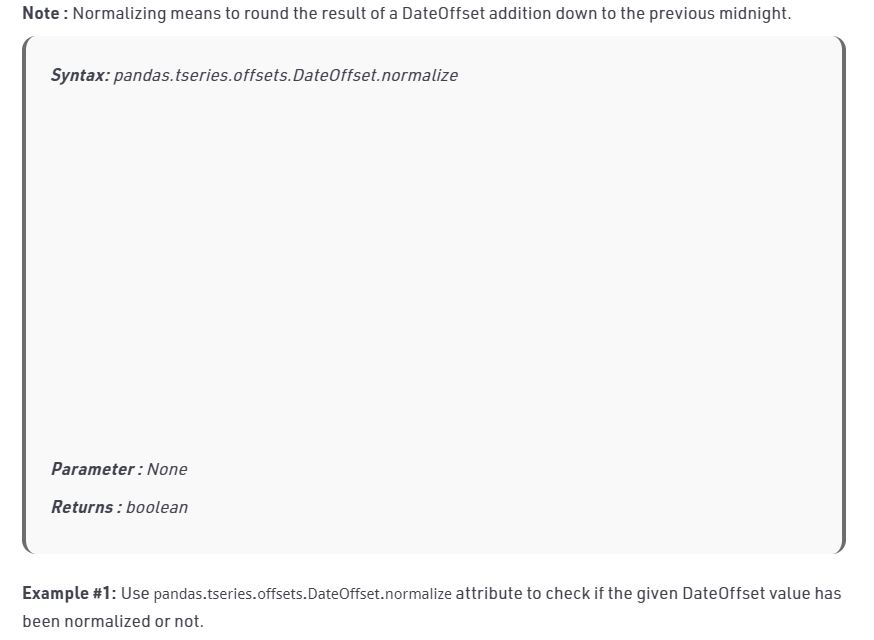 Note : Normalizing means to round the result of a DateOffset addition down to the previous midnight.
Syntax: pandas.tseries.offsets.DateOffset.normalize
Parameter : None
Returns : boolean
Example #1: Use pandas.tseries.offsets.DateOffset.normalize attribute to check if the given DateOffset value has
been normalized or not.